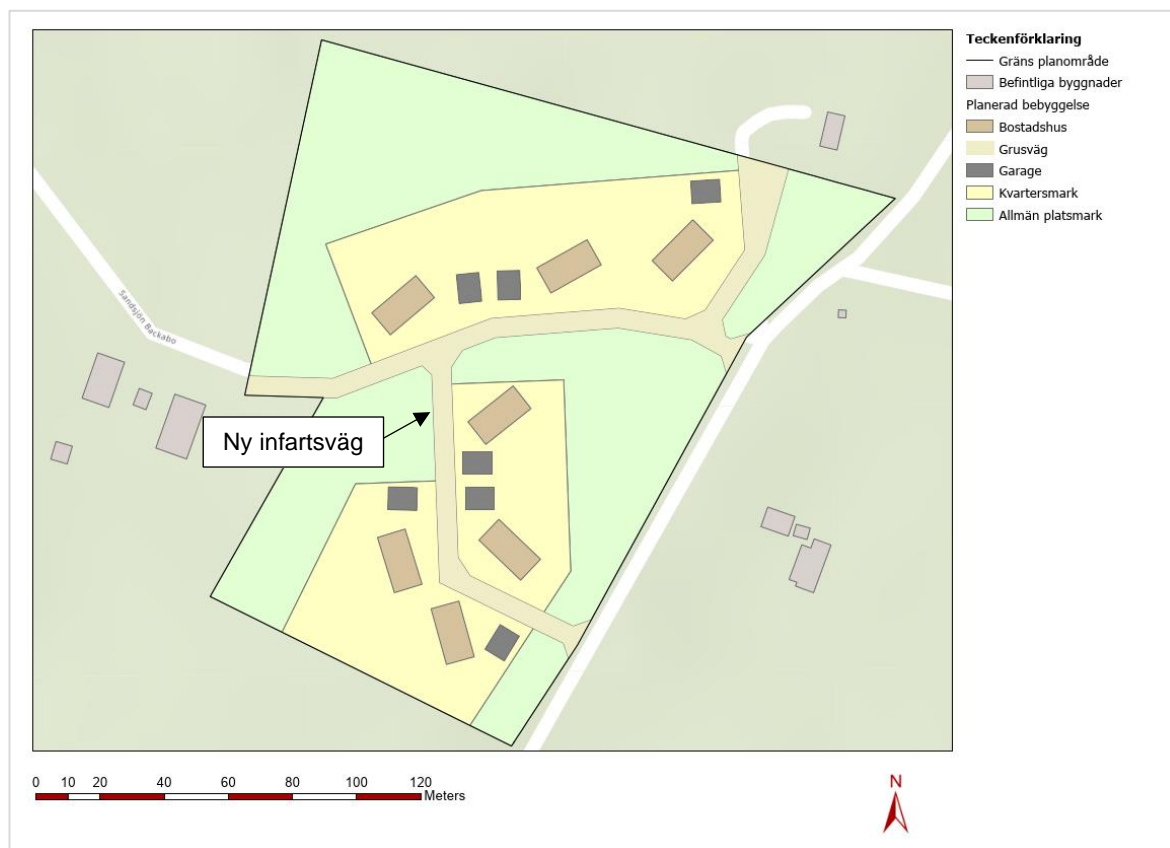 Teckenförklaring
Gräns planområde
Befintliga byggnader
Planerad bebyggelse
Bostadshus
Grusväg
Garage
Kvartersmark
Allmän platsmark
Sandsjön Backabo
Ny infartsväg
0 10 20 40 60 80 100 120
Meters
N